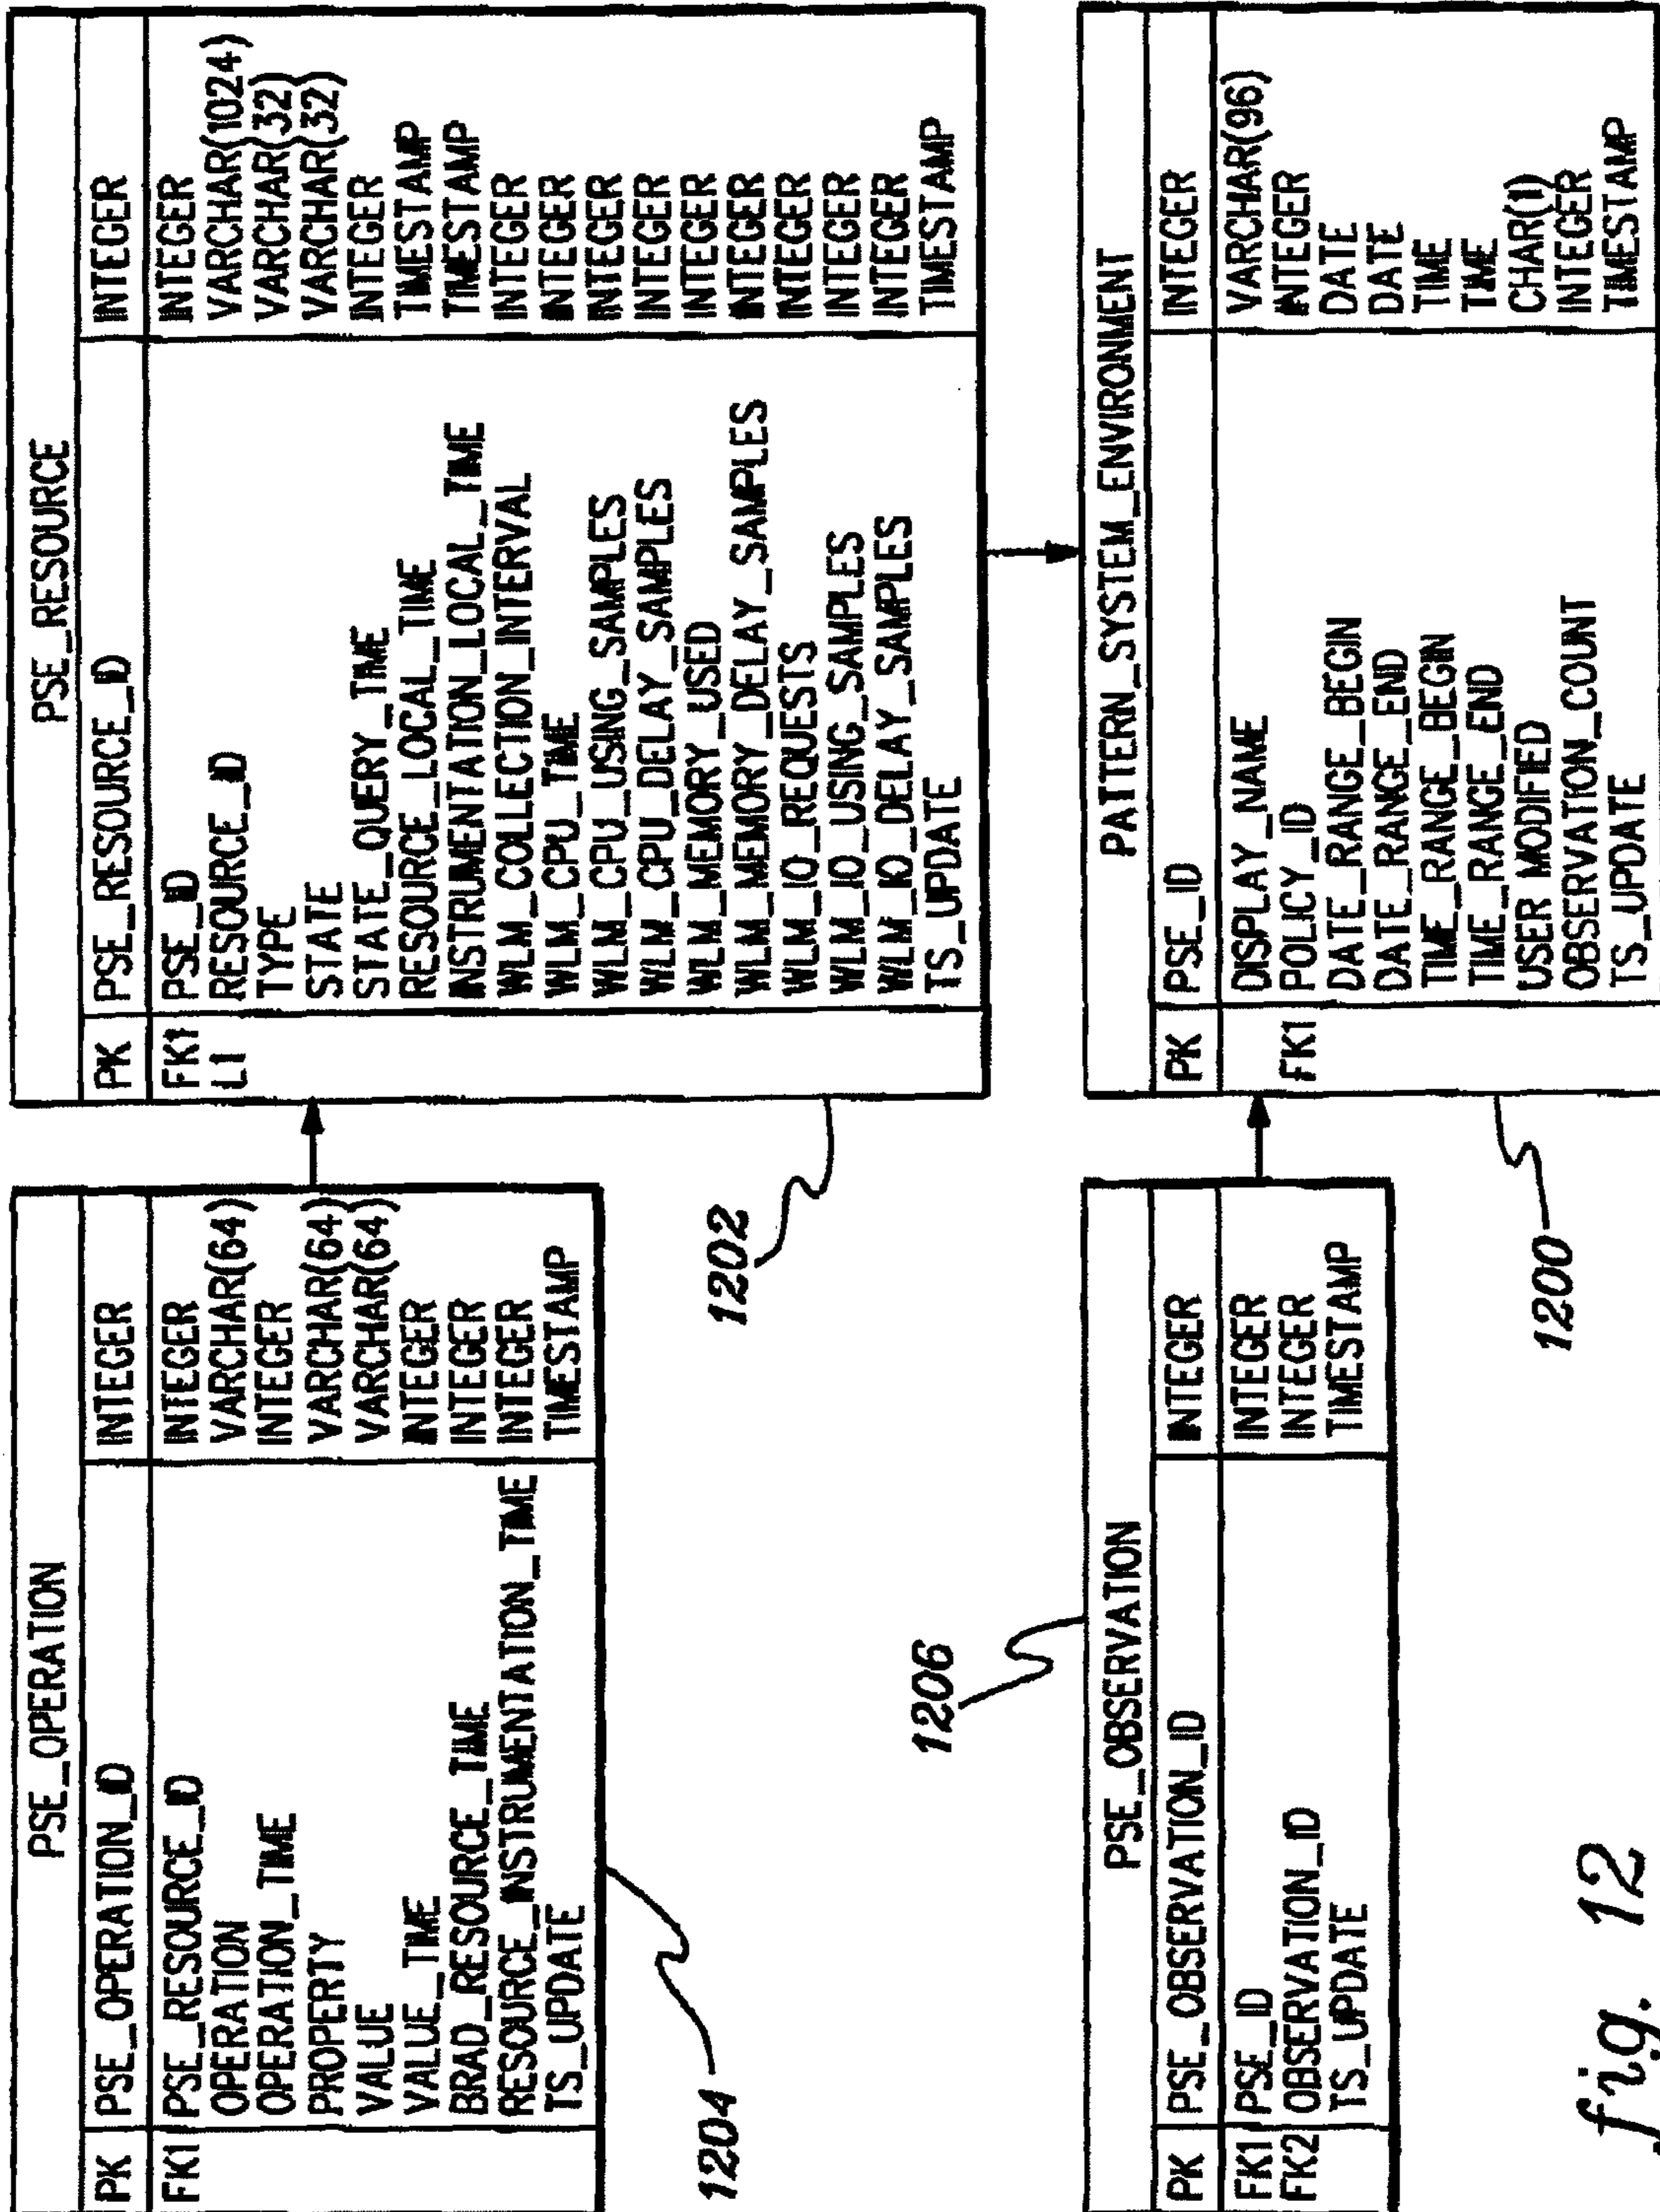 PSE_OPERATION
PK PSE_OPERATION_ID INTEGER
FK1 PSE_RESOURCE_ID INTEGER
OPERATION VARCHAR(64)
OPERATION_TIME INTEGER
PROPERTY VARCHAR(64)
VALUE VARCHAR(64)
VALUE_TIME INTEGER
BRAD_RESOURCE_TIME INTEGER
RESOURCE_INSTRUMENTATION_TIME INTEGER
TS_UPDATE TIMESTAMP
1204
PSE_RESOURCE
PK PSE_RESOURCE_ID INTEGER
FK1 PSE_ID INTEGER
L1 RESOURCE_ID VARCHAR(1024)
TYPE VARCHAR(32)
STATE VARCHAR(32)
STATE_QUERY_TIME INTEGER
RESOURCE_LOCAL_TIME TIMESTAMP
INSTRUMENTATION_LOCAL_TIME TIMESTAMP
WLM_COLLECTION_INTERVAL INTEGER
WLM_CPU_TIME INTEGER
WLM_CPU_USING_SAMPLES INTEGER
WLM_CPU_DELAY_SAMPLES INTEGER
WLM_MEMORY_USED INTEGER
WLM_MEMORY_DELAY_SAMPLES INTEGER
WLM_IO_REQUESTS INTEGER
WLM_IO_USING_SAMPLES INTEGER
WLM_IO_DELAY_SAMPLES INTEGER
TS_UPDATE TIMESTAMP
1202
1206
PSE_OBSERVATION
PK PSE_OBSERVATION_ID INTEGER
FK1 PSE_ID INTEGER
FK2 OBSERVATION_ID INTEGER
TS_UPDATE TIMESTAMP
PATTERN_SYSTEM_ENVIRONMENT
PK PSE_ID INTEGER
DISPLAY_NAME VARCHAR(96)
FK1 POLICY_ID INTEGER
DATE_RANGE_BEGIN DATE
DATE_RANGE_END DATE
TIME_RANGE_BEGIN TIME
TIME_RANGE_END TIME
USER MODIFIED CHAR(1)
OBSERVATION_COUNT INTEGER
TS_UPDATE TIMESTAMP
1200
fig. 12